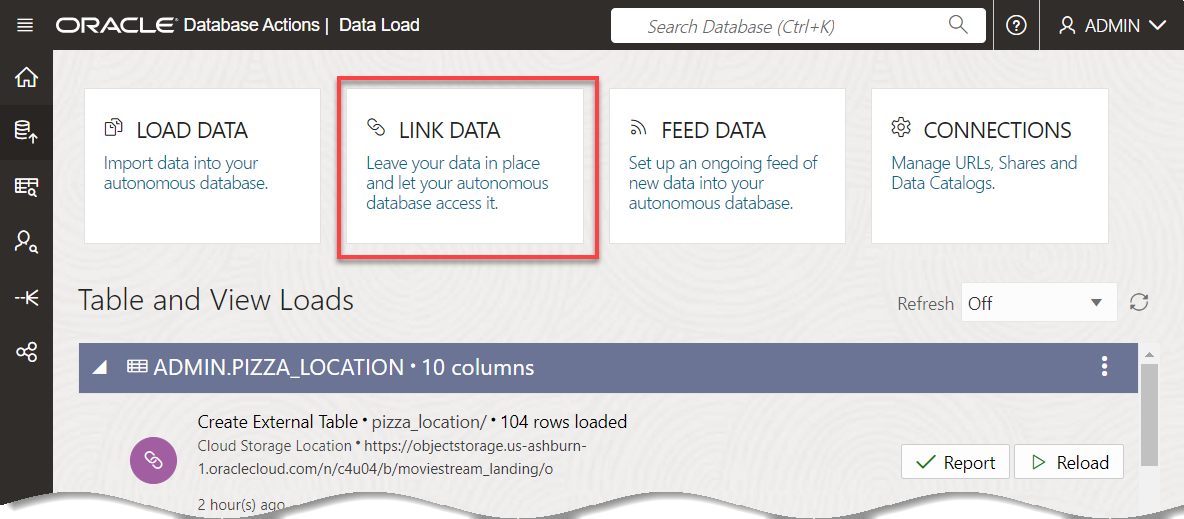 ORACLE® Database Actions | Data Load
Search Database (Ctrl+K)
ADMIN
LOAD DATA
Import data into your
autonomous database.
LINK DATA
Leave your data in place
and let your autonomous
database access it.
FEED DATA
Set up an ongoing feed of
new data into your
autonomous database.
CONNECTIONS
Manage URLs, Shares and
Data Catalogs.
Table and View Loads
Refresh Off
ADMIN.PIZZA_LOCATION • 10 columns
Create External Table • pizza_location/ • 104 rows loaded
Cloud Storage Location • https://objectstorage.us-ashburn-
1.oraclecloud.com/n/c4u04/b/moviestream_landing/o
Report
Reload
2 hour(s) ago